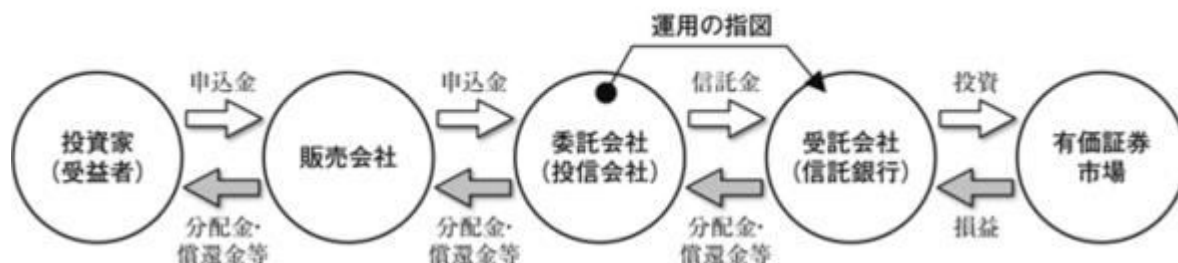 運用の指図
申込金
申込金
信託金
投資
投資家
（受益者）
販売会社
委託会社
（投信会社）
受託会社
（信託銀行）
有価証券
市場
分配金・
償還金等
分配金・
償還金等
分配金・
償還金等
損益